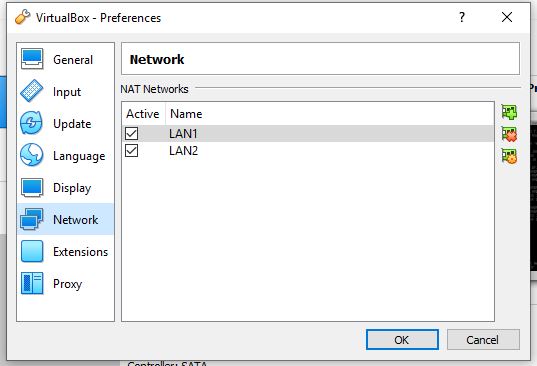 VirtualBox - Preferences
? ×
General
Input
Update
Language
Display
Network
Extensions
Proxy
Network
NAT Networks
Active Name
LAN1
LAN2
OK Cancel
Controller: SATA